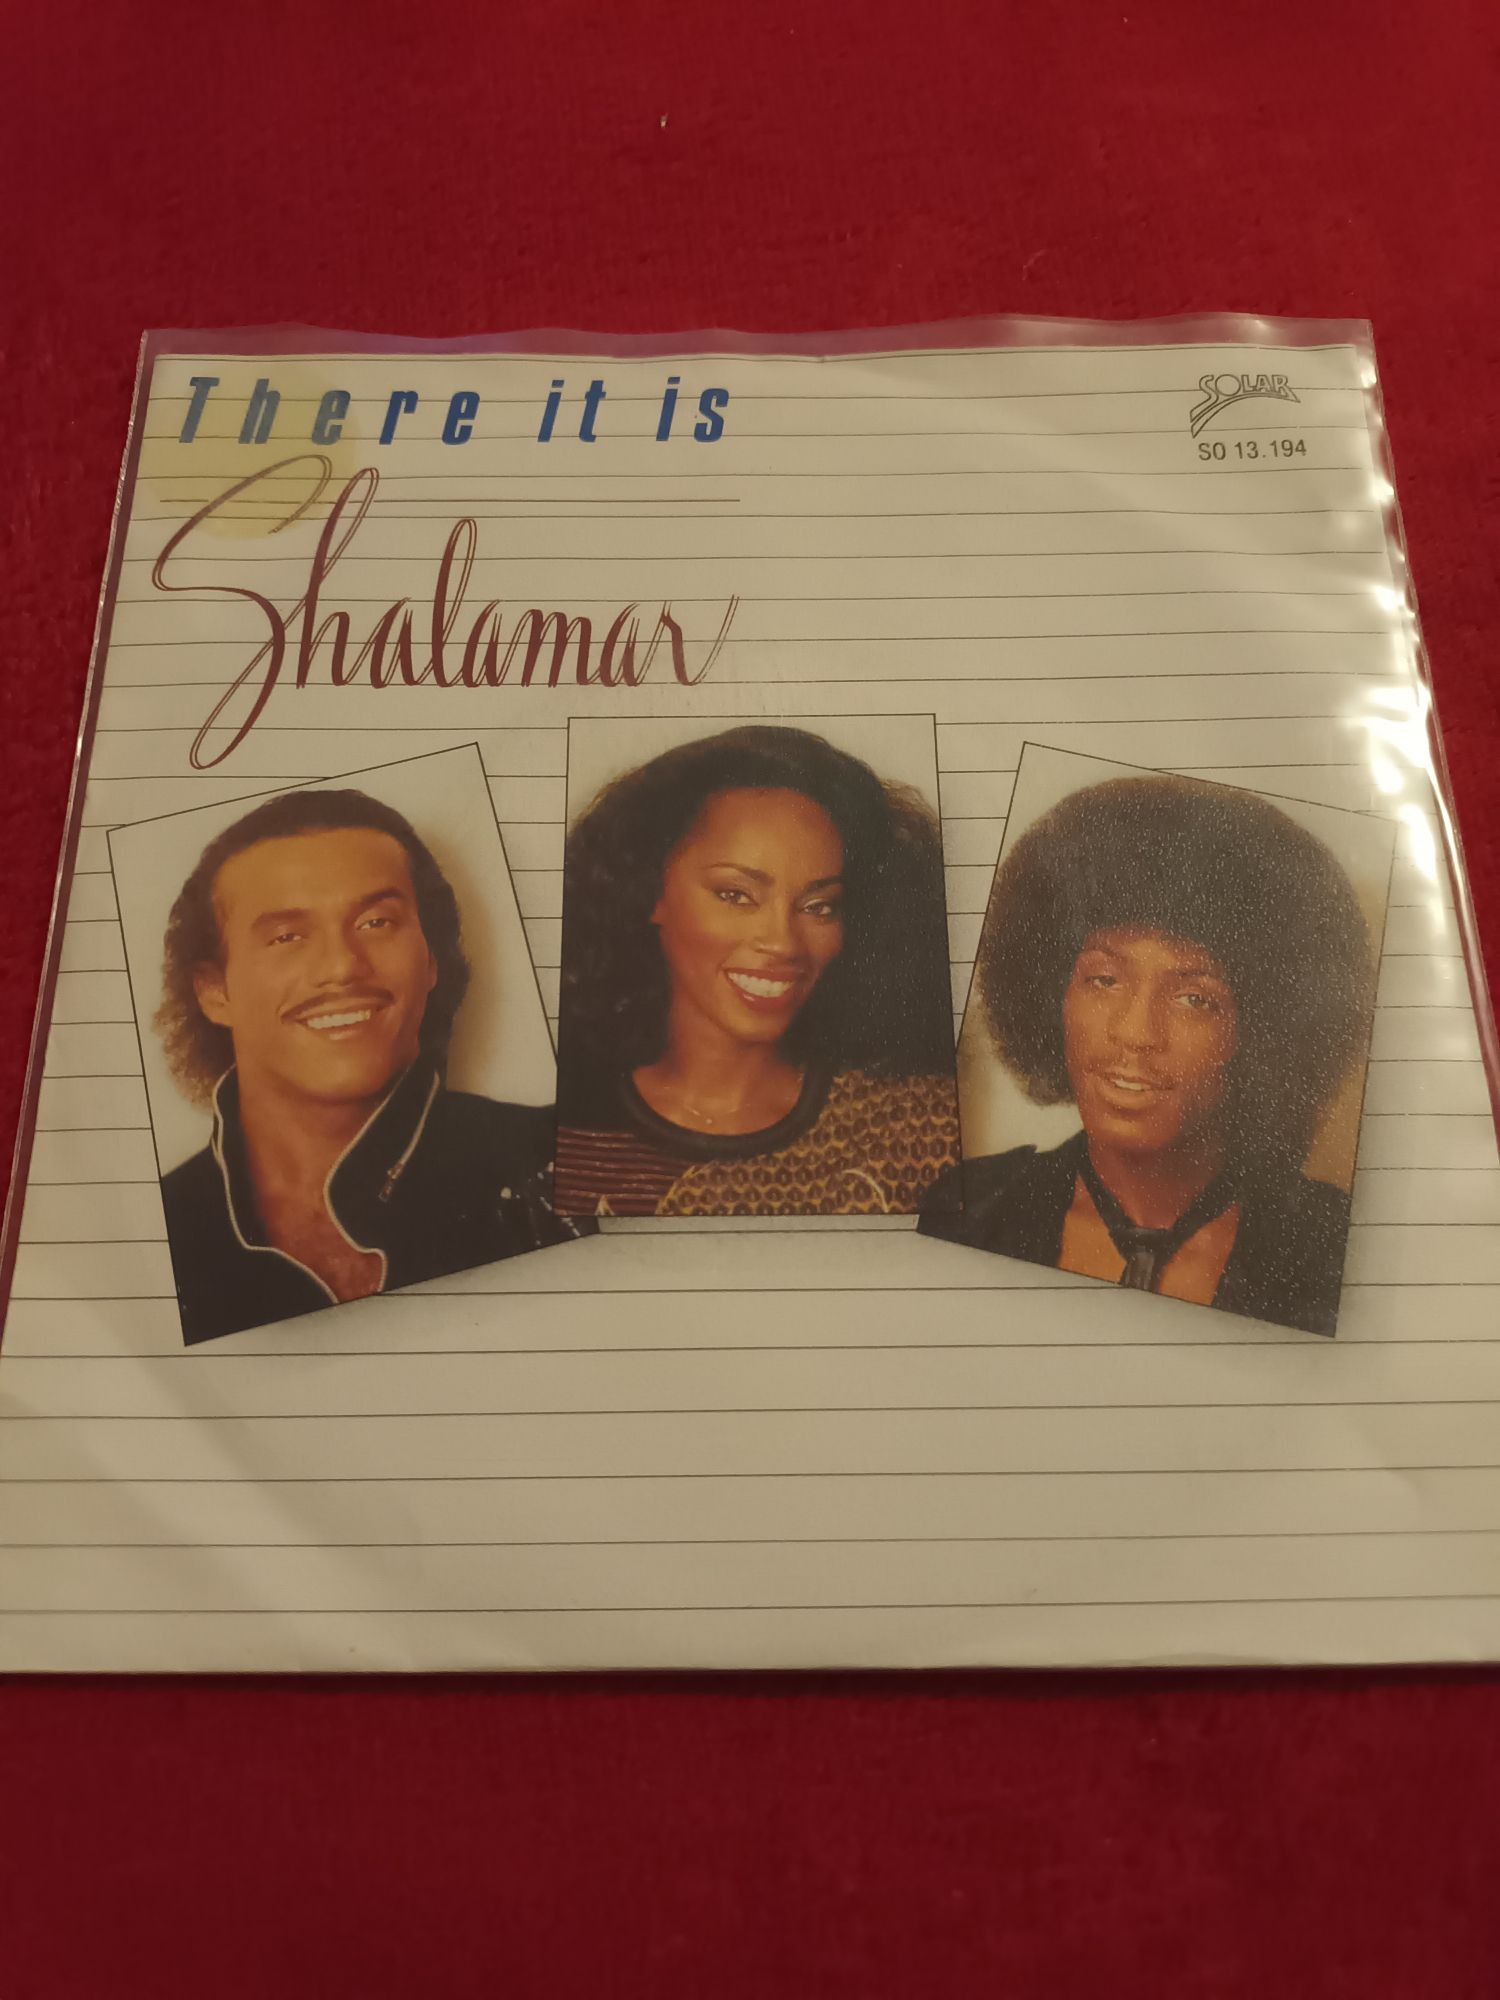 There it is
SOLAR
SO 13.194
Shalamar